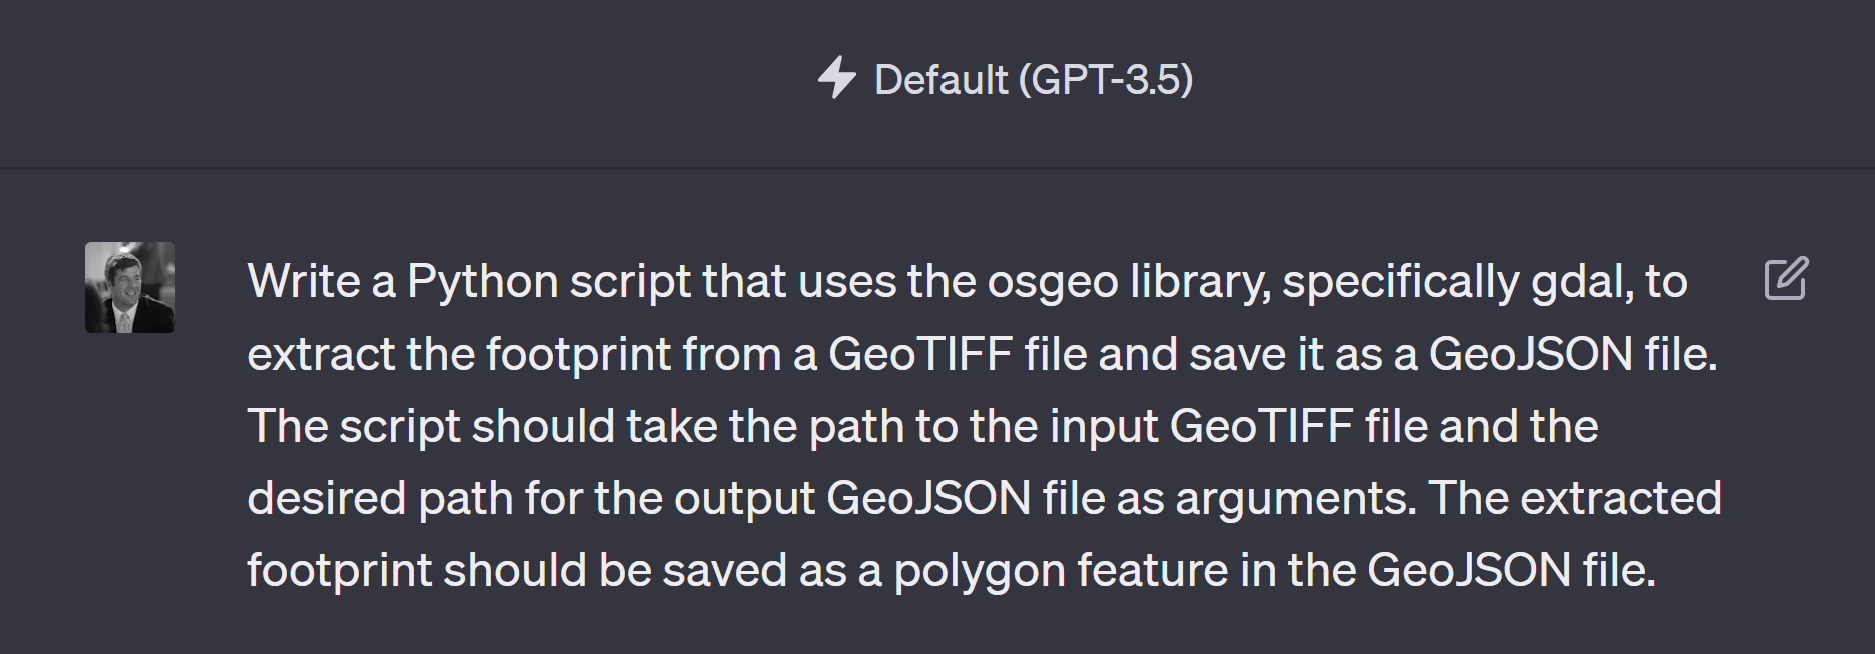 Default (GPT-3.5)
Write a Python script that uses the osgeo library, specifically gdal, to
extract the footprint from a GeoTIFF file and save it as a GeoJSON file.
The script should take the path to the input GeoTIFF file and the
desired path for the output GeoJSON file as arguments. The extracted
footprint should be saved as a polygon feature in the GeoJSON file.